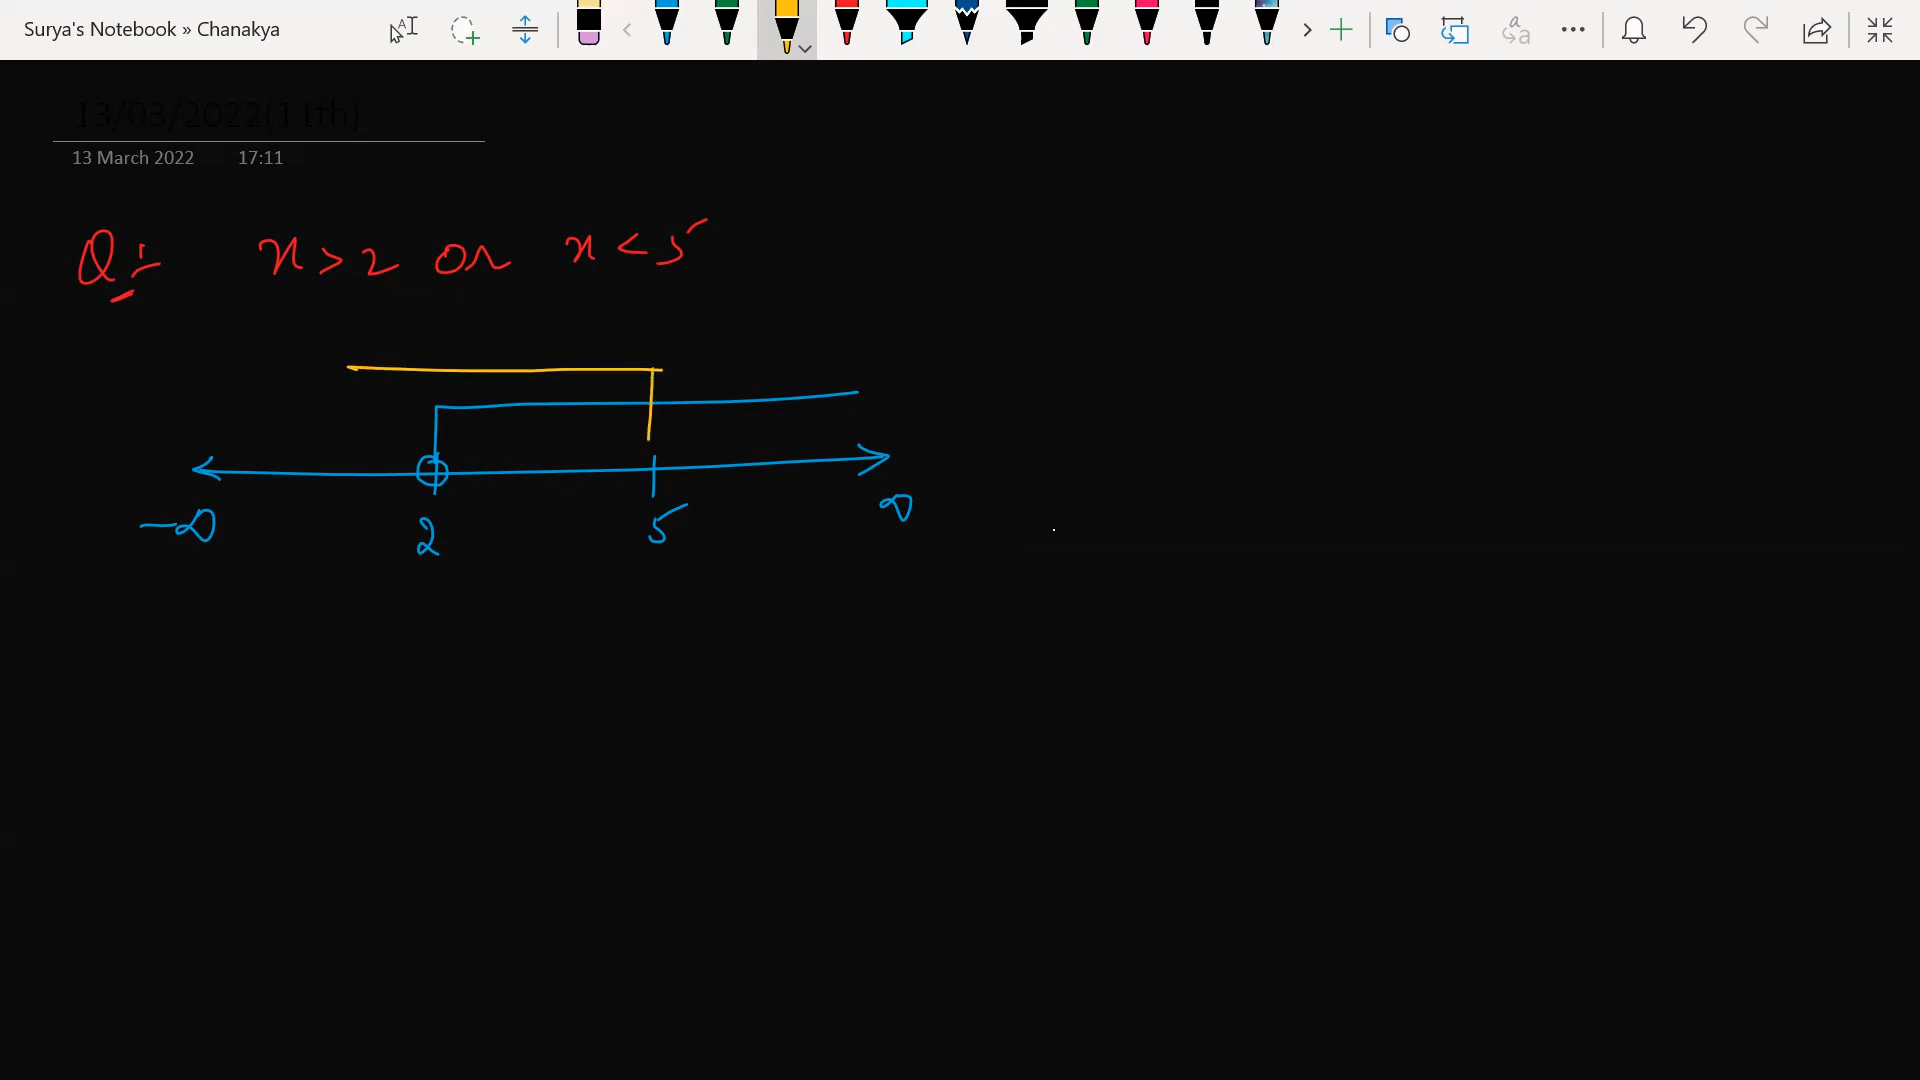 Surya's Notebook » Chanakya
13/03/2022(11th)
13 March 2022 17:11
Q:- x > 2 or x < 5
-∞ 2 5 ∞